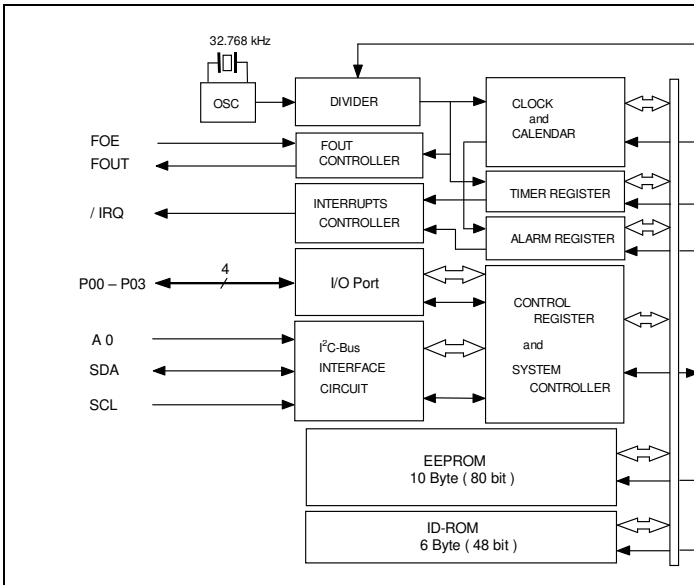 32.768 kHz
OSC
DIVIDER
CLOCK
and
CALENDAR
FOE
FOUT
FOUT
CONTROLLER
TIMER REGISTER
/ IRQ
INTERRUPTS
CONTROLLER
ALARM REGISTER
P00 – P03
4
I/O Port
CONTROL
REGISTER
and
SYSTEM
CONTROLLER
A 0
SDA
SCL
I²C-Bus
INTERFACE
CIRCUIT
EEPROM
10 Byte ( 80 bit )
ID-ROM
6 Byte ( 48 bit )